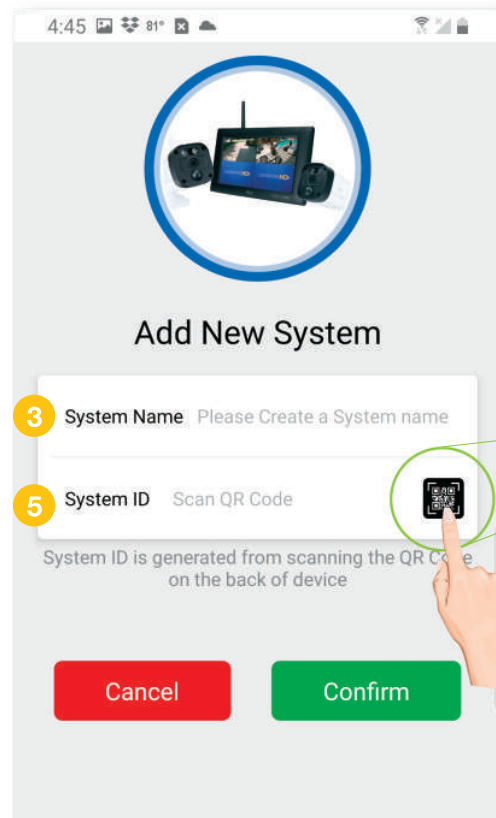 4:45 81°
Add New System
3 System Name Please Create a System name
5 System ID Scan QR Code
System ID is generated from scanning the QR Code
on the back of device
Cancel Confirm